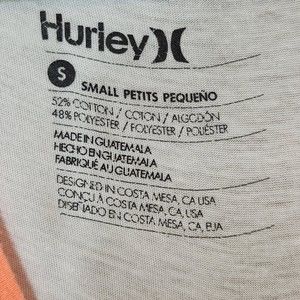 Hurley
S SMALL PETITS PEQUEÑO
52% COTTON / COTON / ALGODÓN
48% POLYESTER / POLYESTER / POLIÉSTER
MADE IN GUATEMALA
HECHO EN GUATEMALA
FABRIQUÉ AU GUATEMALA
DESIGNED IN COSTA MESA, CA USA
CONÇU À COSTA MESA, CA, USA
DISEÑADO EN COSTA MESA, CA, EUA